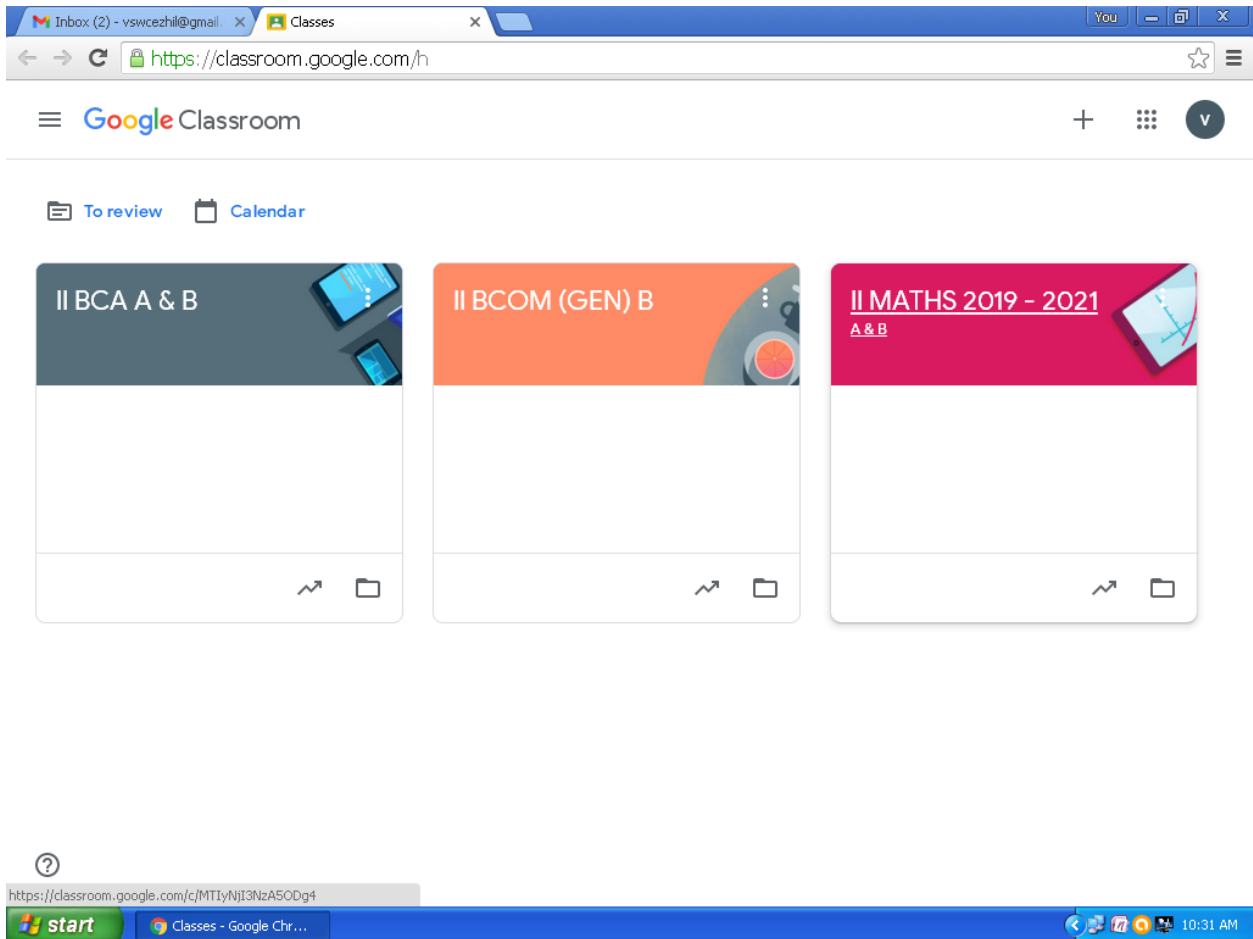 Inbox (2) - vswcezhil@gmail.
Classes
You
https://classroom.google.com/h
Google Classroom
V
To review
Calendar
II BCA A & B
II BCOM (GEN) B
II MATHS 2019 - 2021
A & B
https://classroom.google.com/c/MTIyNjI3NzA5ODg4
start
Classes - Google Chr...
10:31 AM